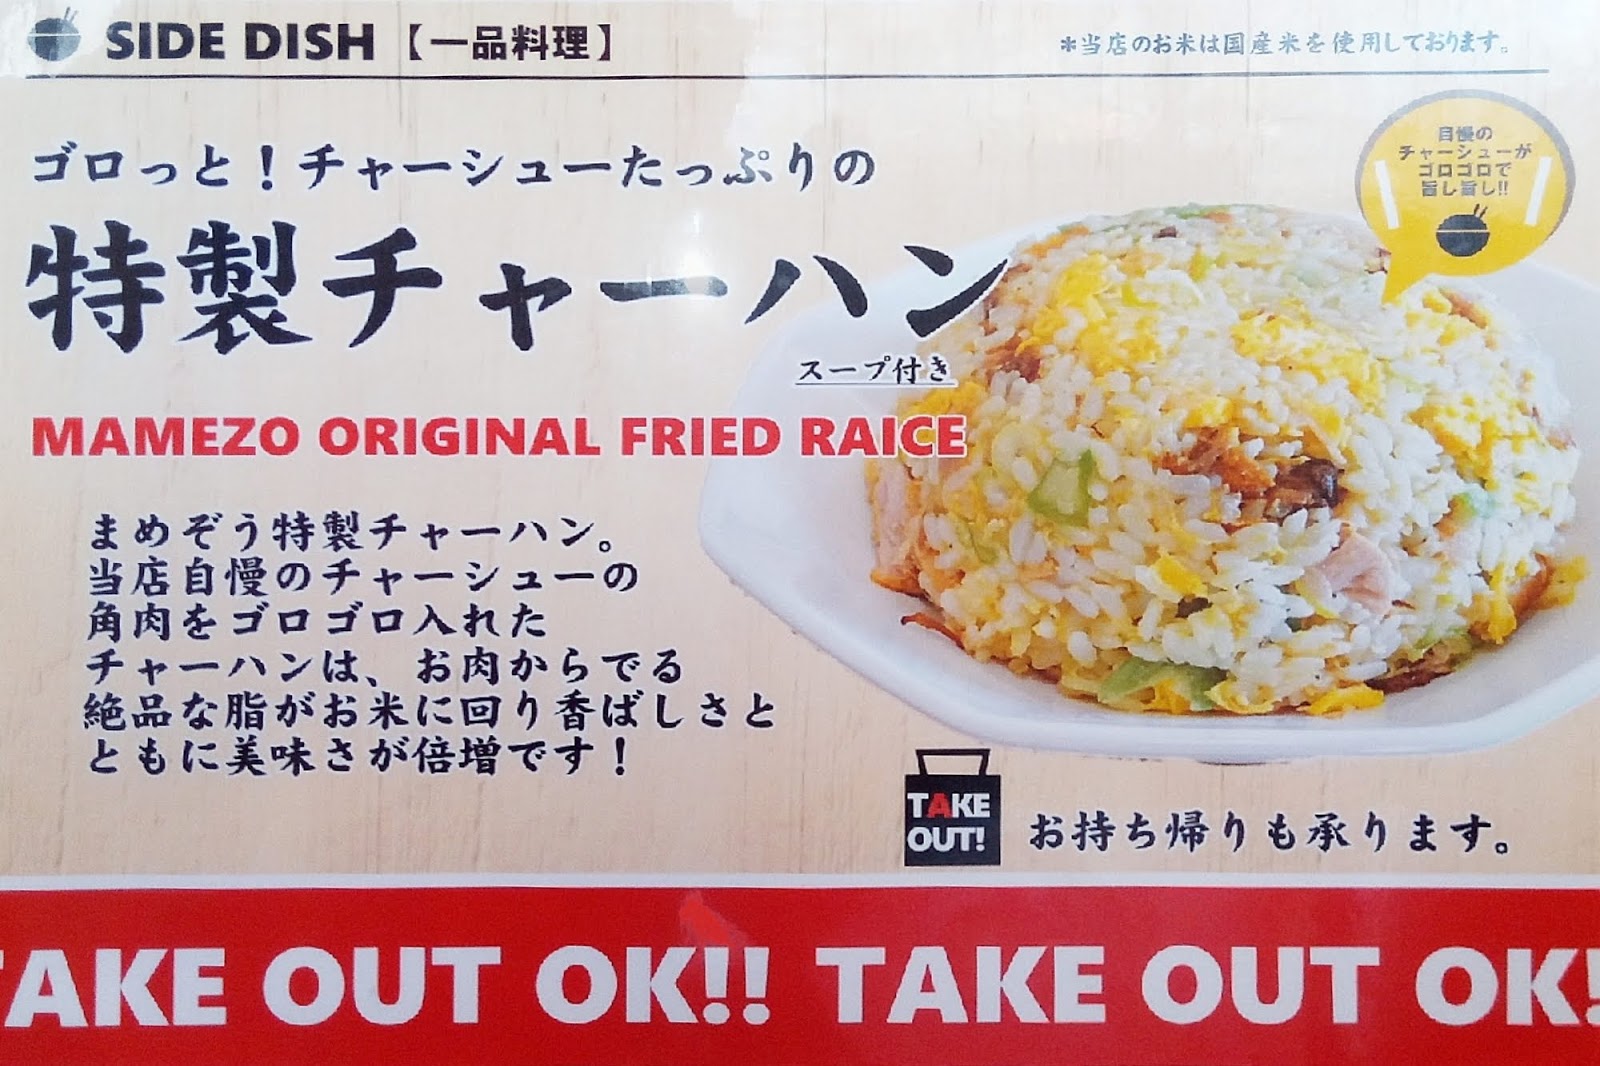 SIDE DISH【一品料理】
＊当店のお米は国産米を使用しております。
ゴロっと！チャーシューたっぷりの
特製チャーハン
スープ付き
MAMEZO ORIGINAL FRIED RAICE
自慢の
チャーシューが
ゴロゴロで
旨し旨し!!
まめぞう特製チャーハン。
当店自慢のチャーシューの
角肉をゴロゴロ入れた
チャーハンは、お肉からでる
絶品な脂がお米に回り香ばしさと
ともに美味さが倍増です！
TAKE
OUT!
お持ち帰りも承ります。
TAKE OUT OK!! TAKE OUT OK!